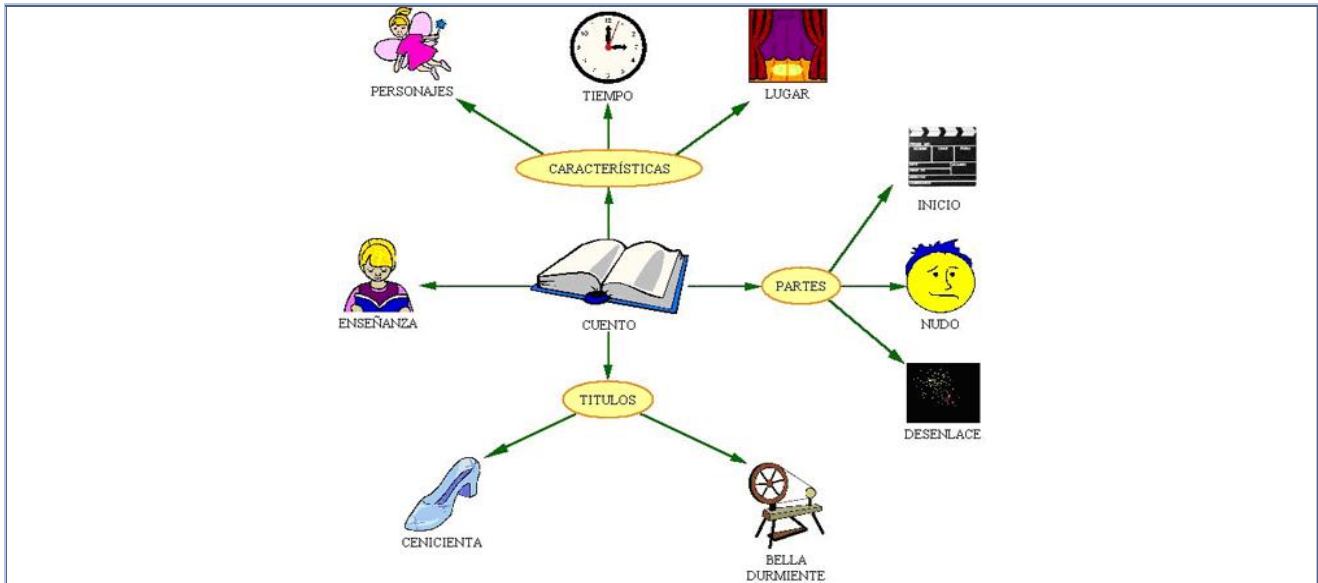 PERSONAJES
TIEMPO
LUGAR
CARACTERÍSTICAS
INICIO
ENSEÑANZA
CUENTO
PARTES
NUDO
TITULOS
DESENLACE
CENICIENTA
BELLA
DURMIENTE